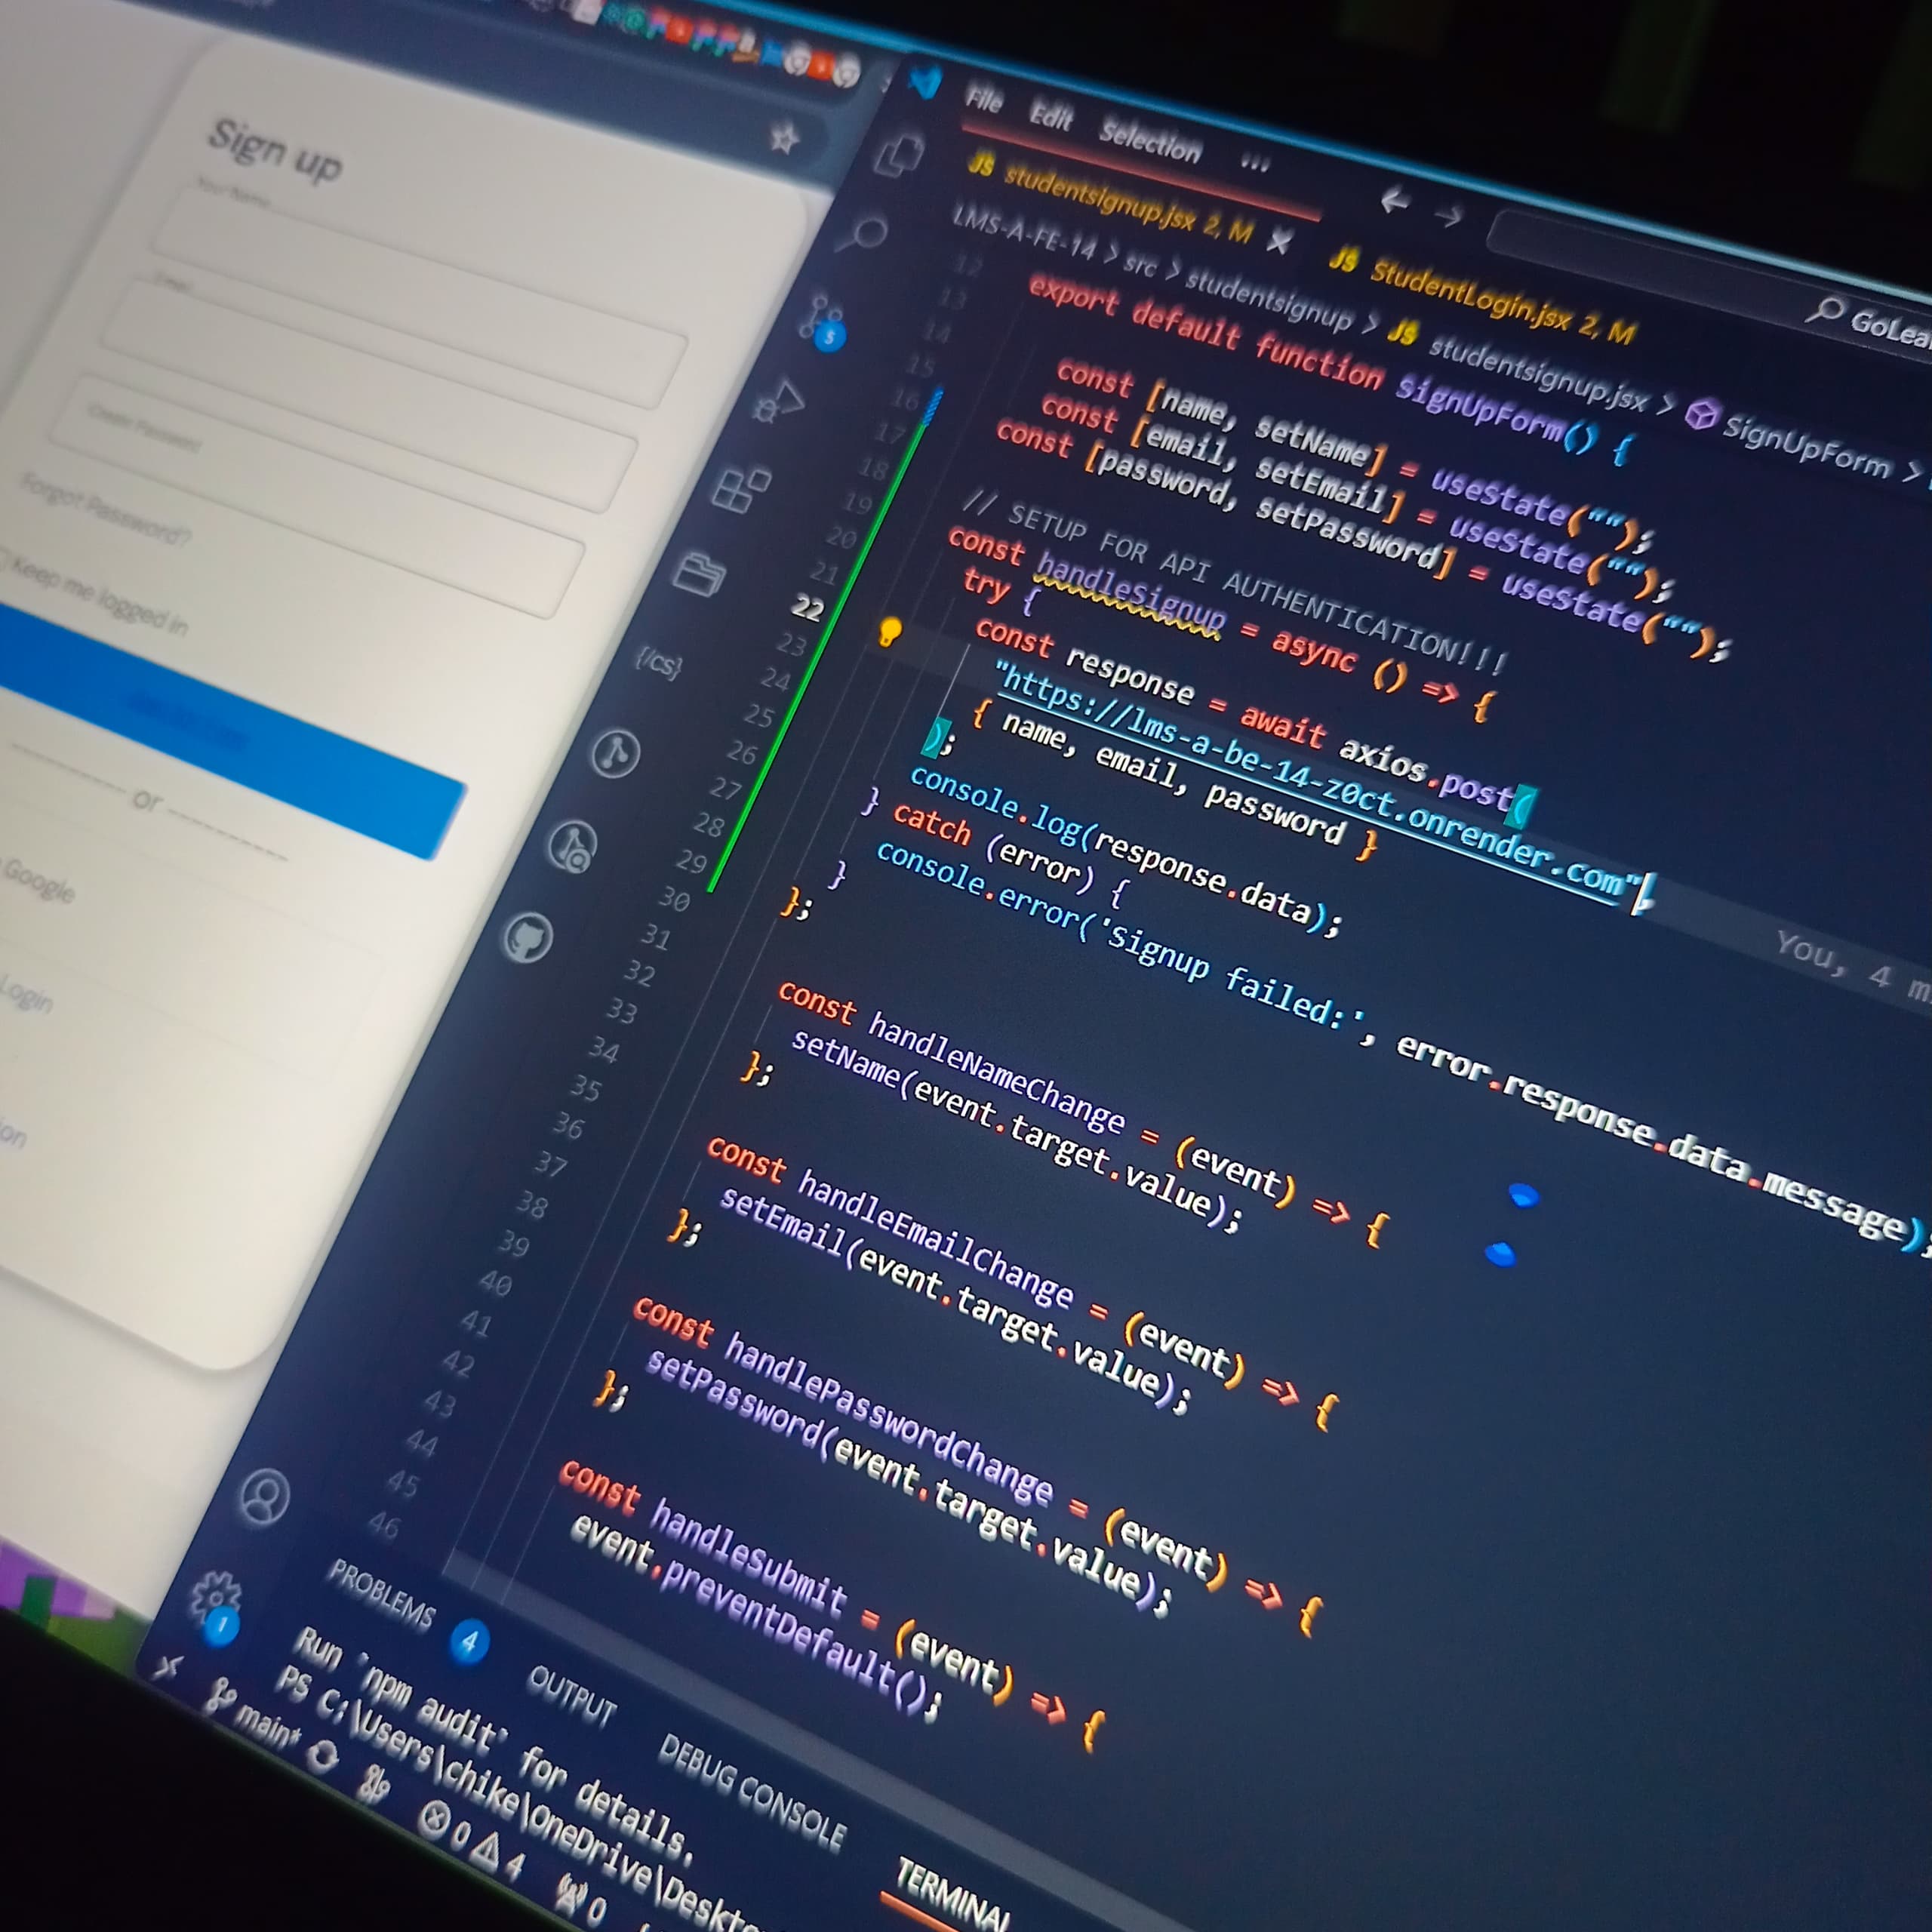 Sign up
Your Name
Email
Create Password
Forgot Password?
Keep me logged in
or
Google
Login
File Edit Selection ...
JS studentsignup.jsx 2, M JS StudentLogin.jsx 2, M
LMS-A-FE-14 > src > studentsignup > JS studentsignup.jsx > SignUpForm >
12
13 export default function SignUpForm() {
14
15 const [name, setName] = useState("");
16 const [email, setEmail] = useState("");
17 const [password, setPassword] = useState("");
18
19 // SETUP FOR API AUTHENTICATION!!!
20 const handleSignup = async () => {
21 try {
22 const response = await axios.post(
23 "https://lms-a-be-14-z0ct.onrender.com",
24 { name, email, password }
25 );
26 console.log(response.data);
27 } catch (error) {
28 console.error('Signup failed:', error.response.data.message);
29 }
30 };
31
32
33 const handleNameChange = (event) => {
34 setName(event.target.value);
35 };
36
37 const handleEmailChange = (event) => {
38 setEmail(event.target.value);
39 };
40
41 const handlePasswordChange = (event) => {
42 setPassword(event.target.value);
43 };
44
45 const handleSubmit = (event) => {
46 event.preventDefault();
You, 4
5
{/cs}
1
PROBLEMS 4 OUTPUT DEBUG CONSOLE TERMINAL
Run `npm audit` for details.
PS C:\Users\chike\OneDrive\Deskto
main* 0 4 0